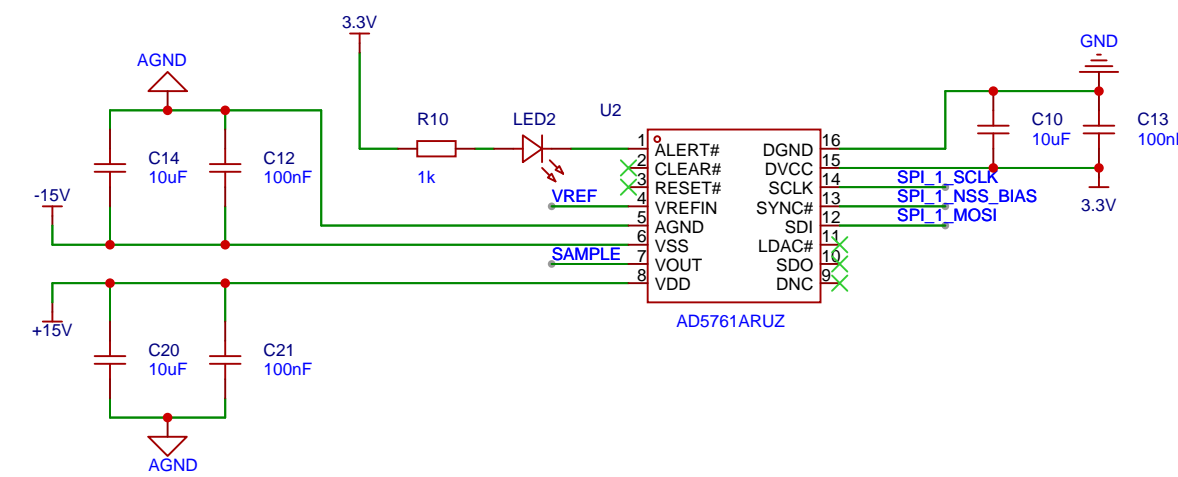 3.3V
AGND
GND
R10
LED2
U2
C10
10uF
C13
C14
10uF
C12
100nF
1k
1
ALERT#
2
CLEAR#
3
RESET#
4
VREFIN
5
AGND
6
VSS
7
VOUT
8
VDD
16
DGND
15
DVCC
14
SCLK
13
SYNC#
12
SDI
11
LDAC#
10
SDO
9
DNC
SPI_1_SCLK
SPI_1_NSS_BIAS
SPI_1_MOSI
3.3V
-15V
VREF
SAMPLE
+15V
AD5761ARUZ
C20
10uF
C21
100nF
AGND